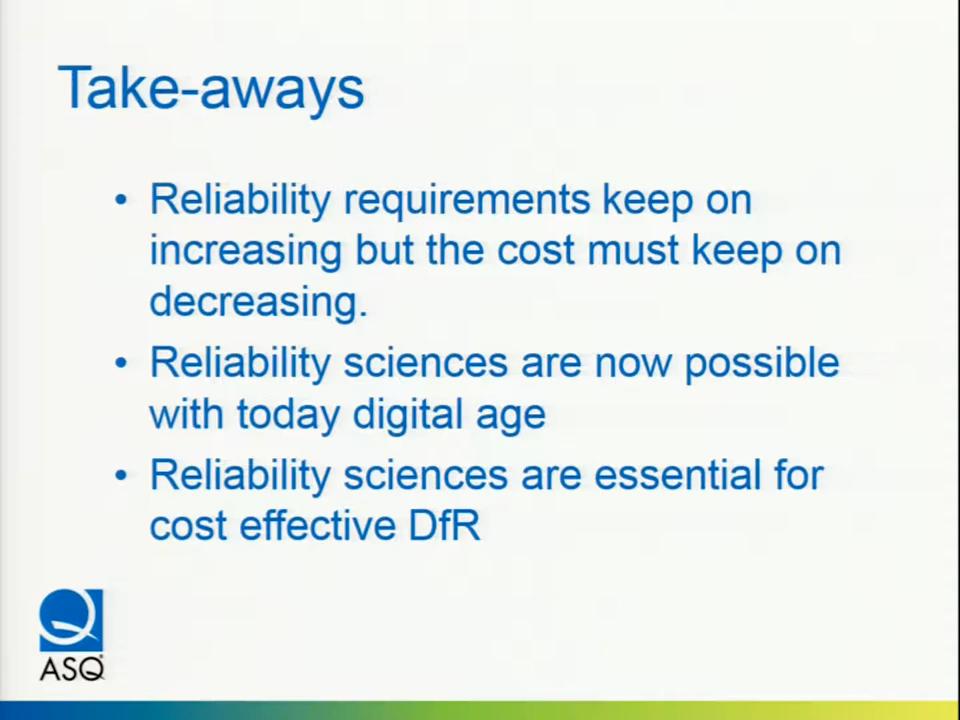 Take-aways
• Reliability requirements keep on
increasing but the cost must keep on
decreasing.
• Reliability sciences are now possible
with today digital age
• Reliability sciences are essential for
cost effective DfR
ASQ